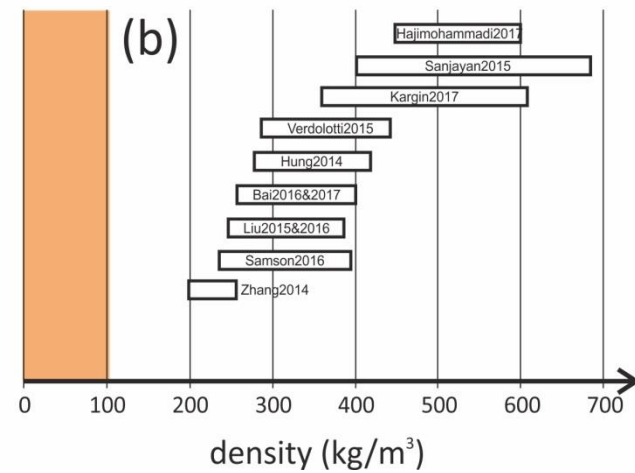 (b)
Hajimohammadi2017
Sanjayan2015
Kargin2017
Verdolotti2015
Hung2014
Bai2016&2017
Liu2015&2016
Samson2016
Zhang2014
0 100 200 300 400 500 600 700
density (kg/m³)